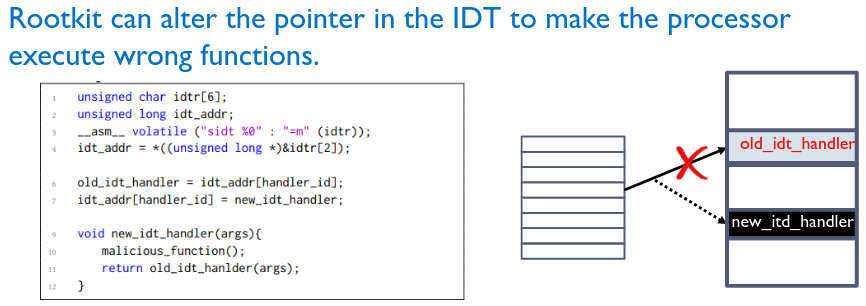 Rootkit can alter the pointer in the IDT to make the processor
execute wrong functions.
1 unsigned char idtr[6];
2 unsigned long idt_addr;
3 __asm__ volatile ("sidt %0" : "=m" (idtr));
4 idt_addr = *((unsigned long *)&idtr[2]);
6 old_idt_handler = idt_addr[handler_id];
7 idt_addr[handler_id] = new_idt_handler;
9 void new_idt_handler(args){
10 malicious_function();
11 return old_idt_hanlder(args);
12 }
old_idt_handler
new_itd_handler